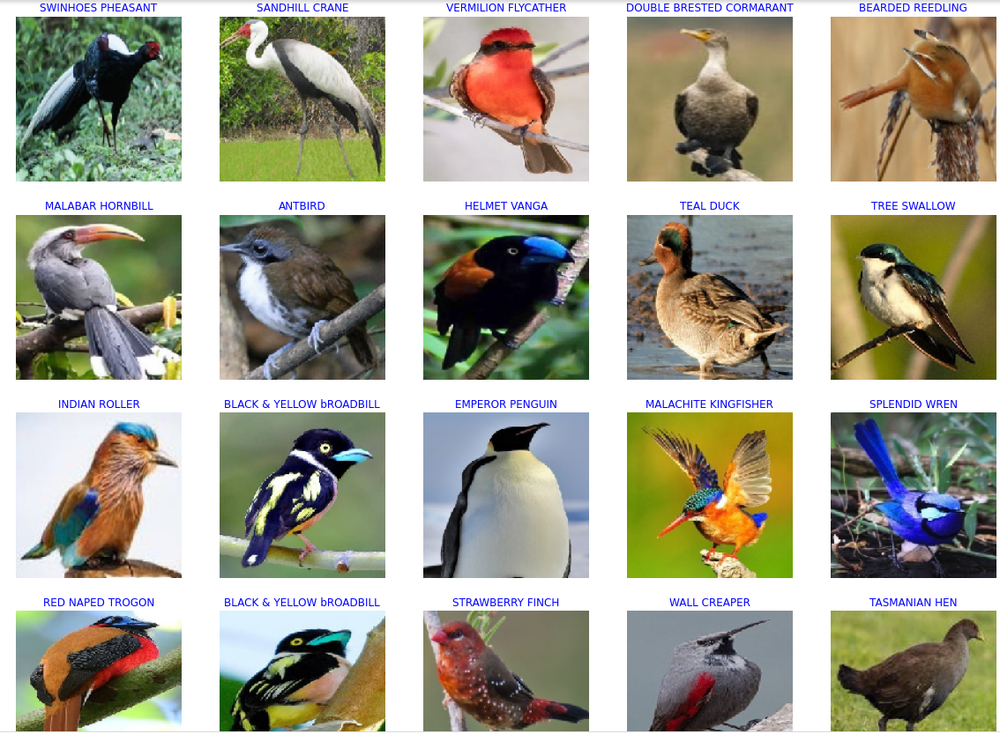 SWINHOES PHEASANT
SANDHILL CRANE
VERMILION FLYCATHER
DOUBLE BRESTED CORMARANT
BEARDED REEDLING
MALABAR HORNBILL
ANTBIRD
HELMET VANGA
TEAL DUCK
TREE SWALLOW
INDIAN ROLLER
BLACK & YELLOW bROADBILL
EMPEROR PENGUIN
MALACHITE KINGFISHER
SPLENDID WREN
RED NAPED TROGON
BLACK & YELLOW bROADBILL
STRAWBERRY FINCH
WALL CREAPER
TASMANIAN HEN